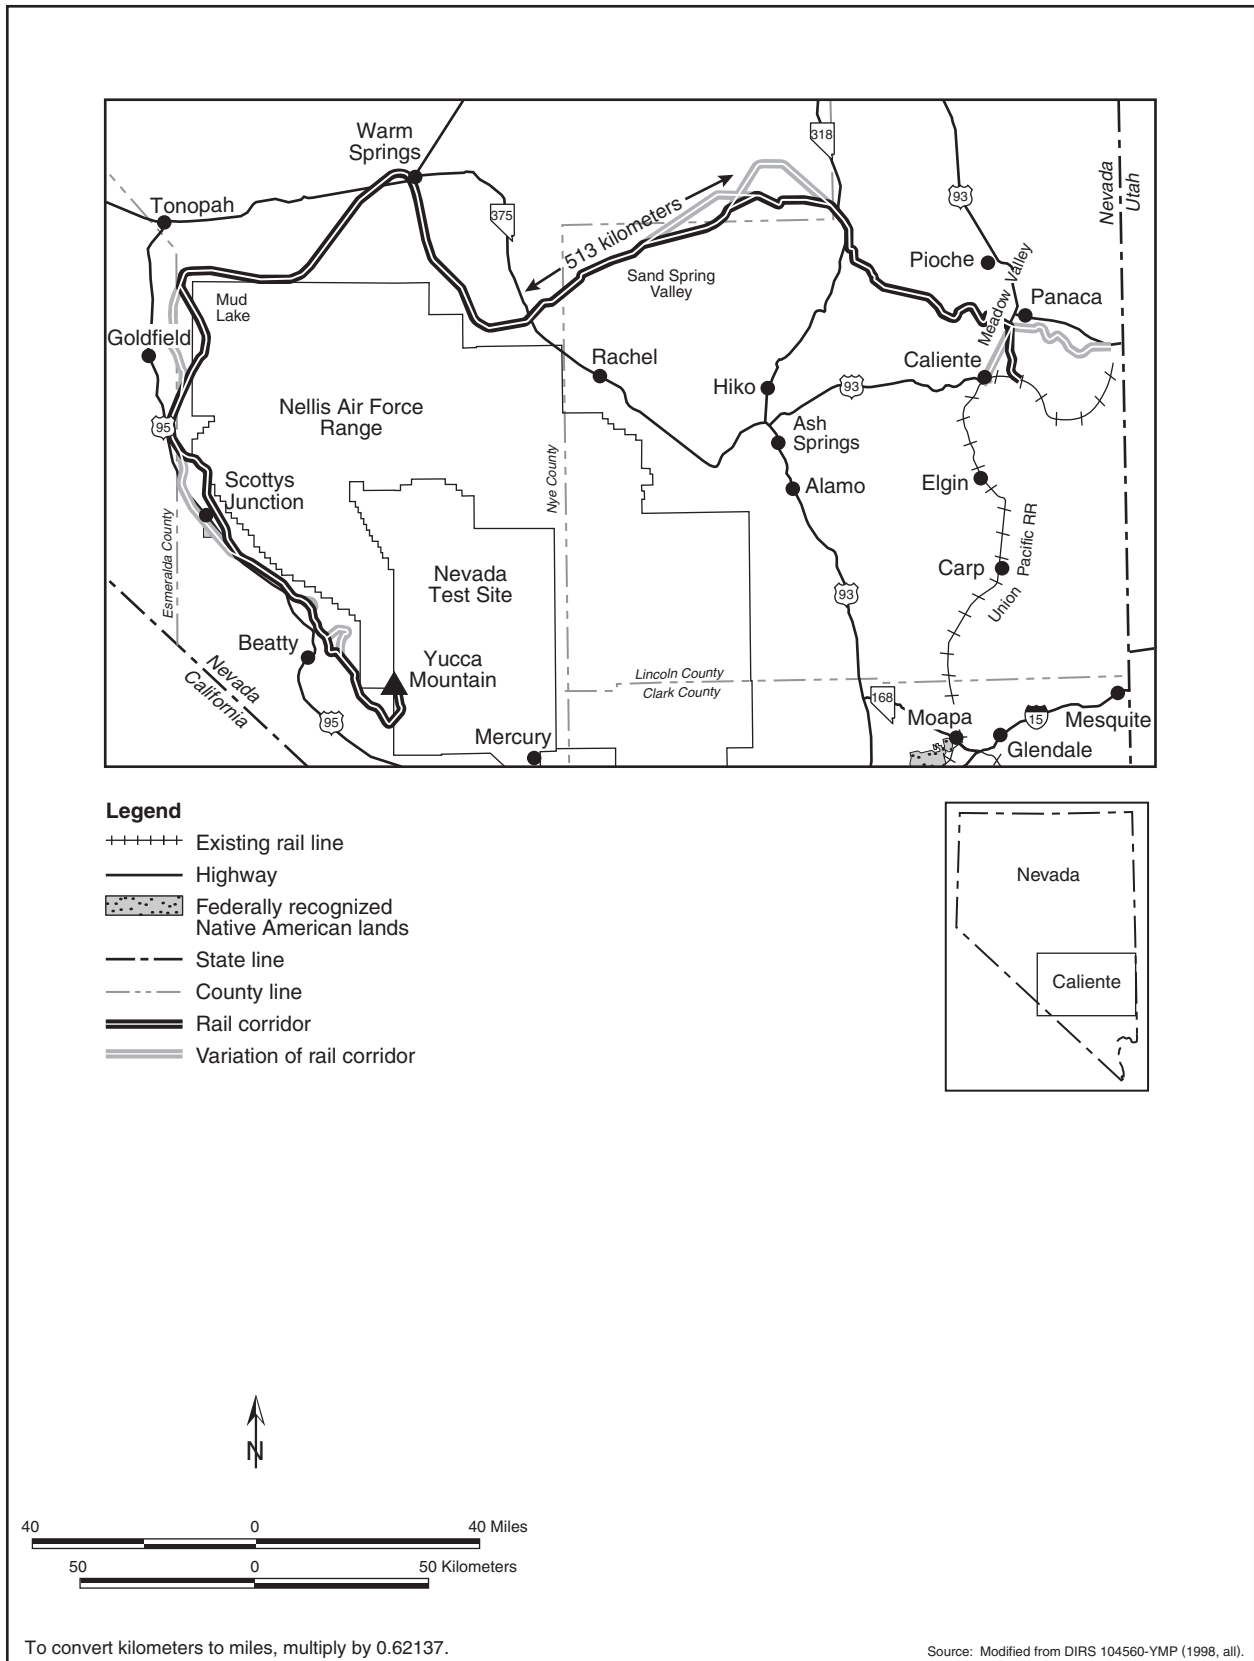 Warm
Springs
318
Nevada
Utah
Tonopah
375
93
513 kilometers
Pioche
Sand Spring
Valley
Meadow Valley
Panaca
Mud
Lake
Goldfield
Rachel
Caliente
Hiko
93
Nellis Air Force
Range
95
Ash
Springs
Scottys
Junction
Nye County
Alamo
Elgin
Esmeralda County
Union Pacific RR
Nevada
Test Site
Carp
93
Beatty
Nevada
California
Yucca
Mountain
Lincoln County
Clark County
168
95
Moapa
15
Mesquite
Mercury
Glendale
Legend
Existing rail line
Highway
Federally recognized
Native American lands
State line
County line
Rail corridor
Variation of rail corridor
Nevada
Caliente
N
40 0 40 Miles
50 0 50 Kilometers
To convert kilometers to miles, multiply by 0.62137.
Source: Modified from DIRS 104560-YMP (1998, all).